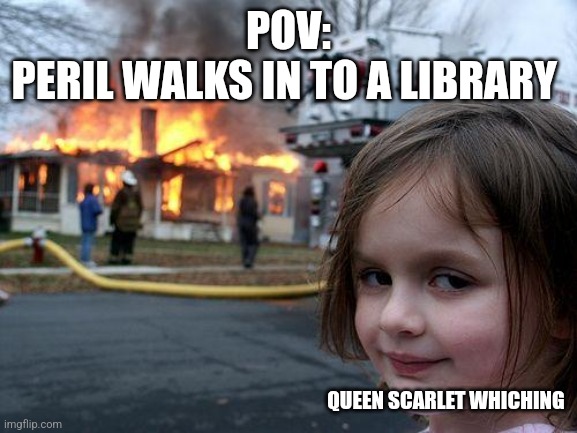 POV:
PERIL WALKS IN TO A LIBRARY
QUEEN SCARLET WHICHING
imgflip.com